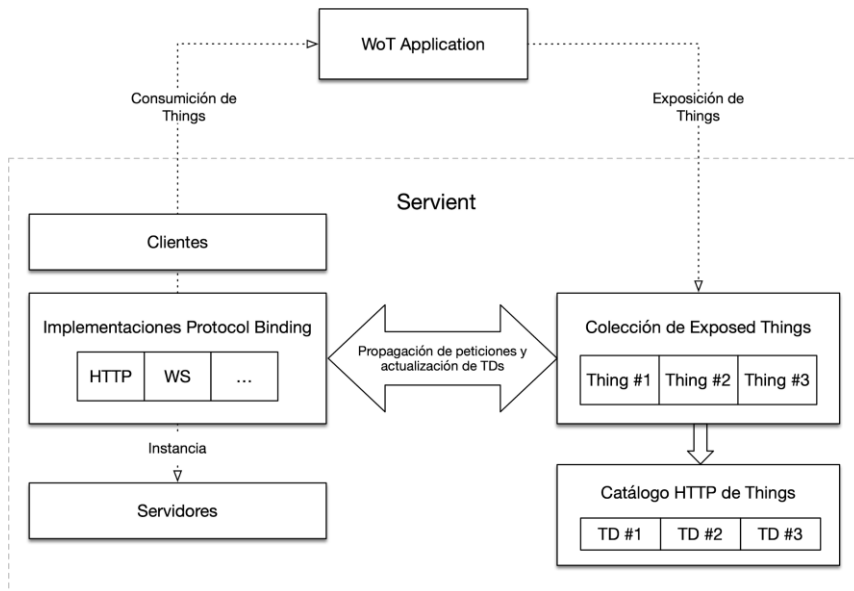 WoT Application
Consumición de
Things
Exposición de
Things
Servient
Clientes
Implementaciones Protocol Binding
HTTP
WS
...
Propagación de peticiones y
actualización de TDs
Colección de Exposed Things
Thing #1
Thing #2
Thing #3
Instancia
Servidores
Catálogo HTTP de Things
TD #1
TD #2
TD #3